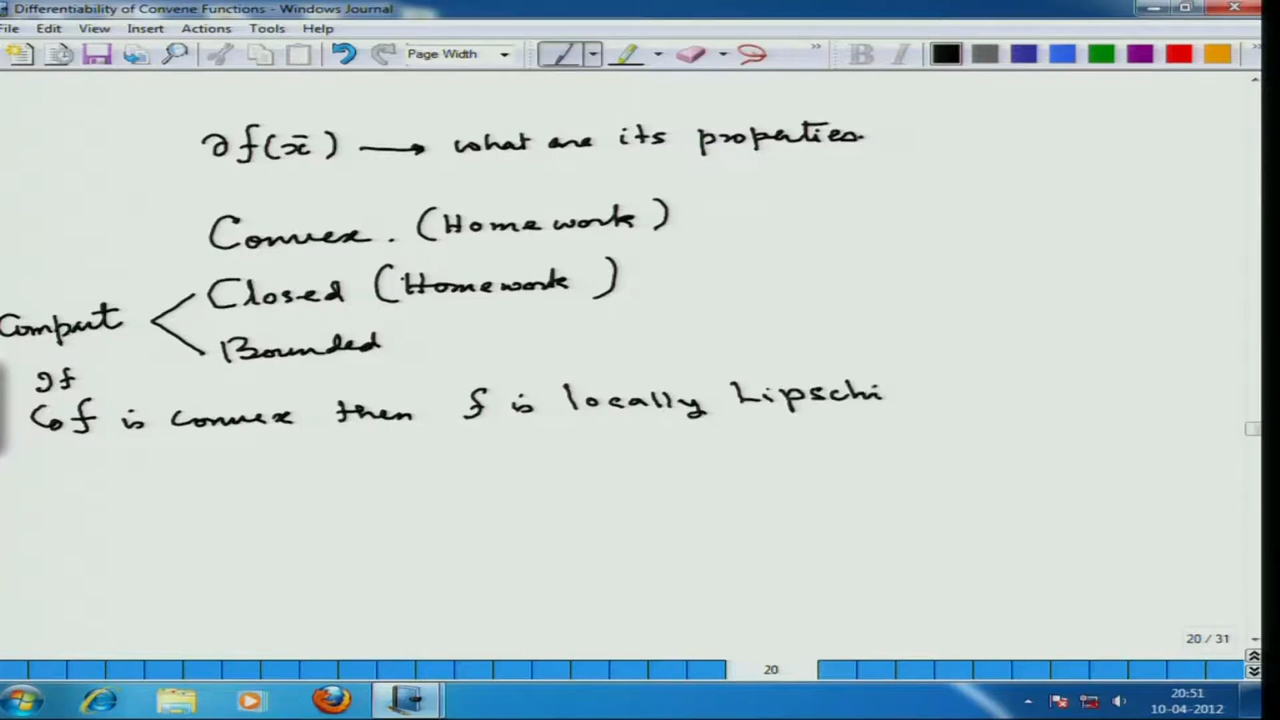 Differentiability of Convene Functions - Windows Journal
File Edit View Insert Actions Tools Help
Page Width
∂f(x̄) → what are its properties.
Convex. (Homework)
Closed (Homework)
Compact
Bounded
If
f is convex then f is locally Lipschi
20 / 31
20
20:51
10-04-2012